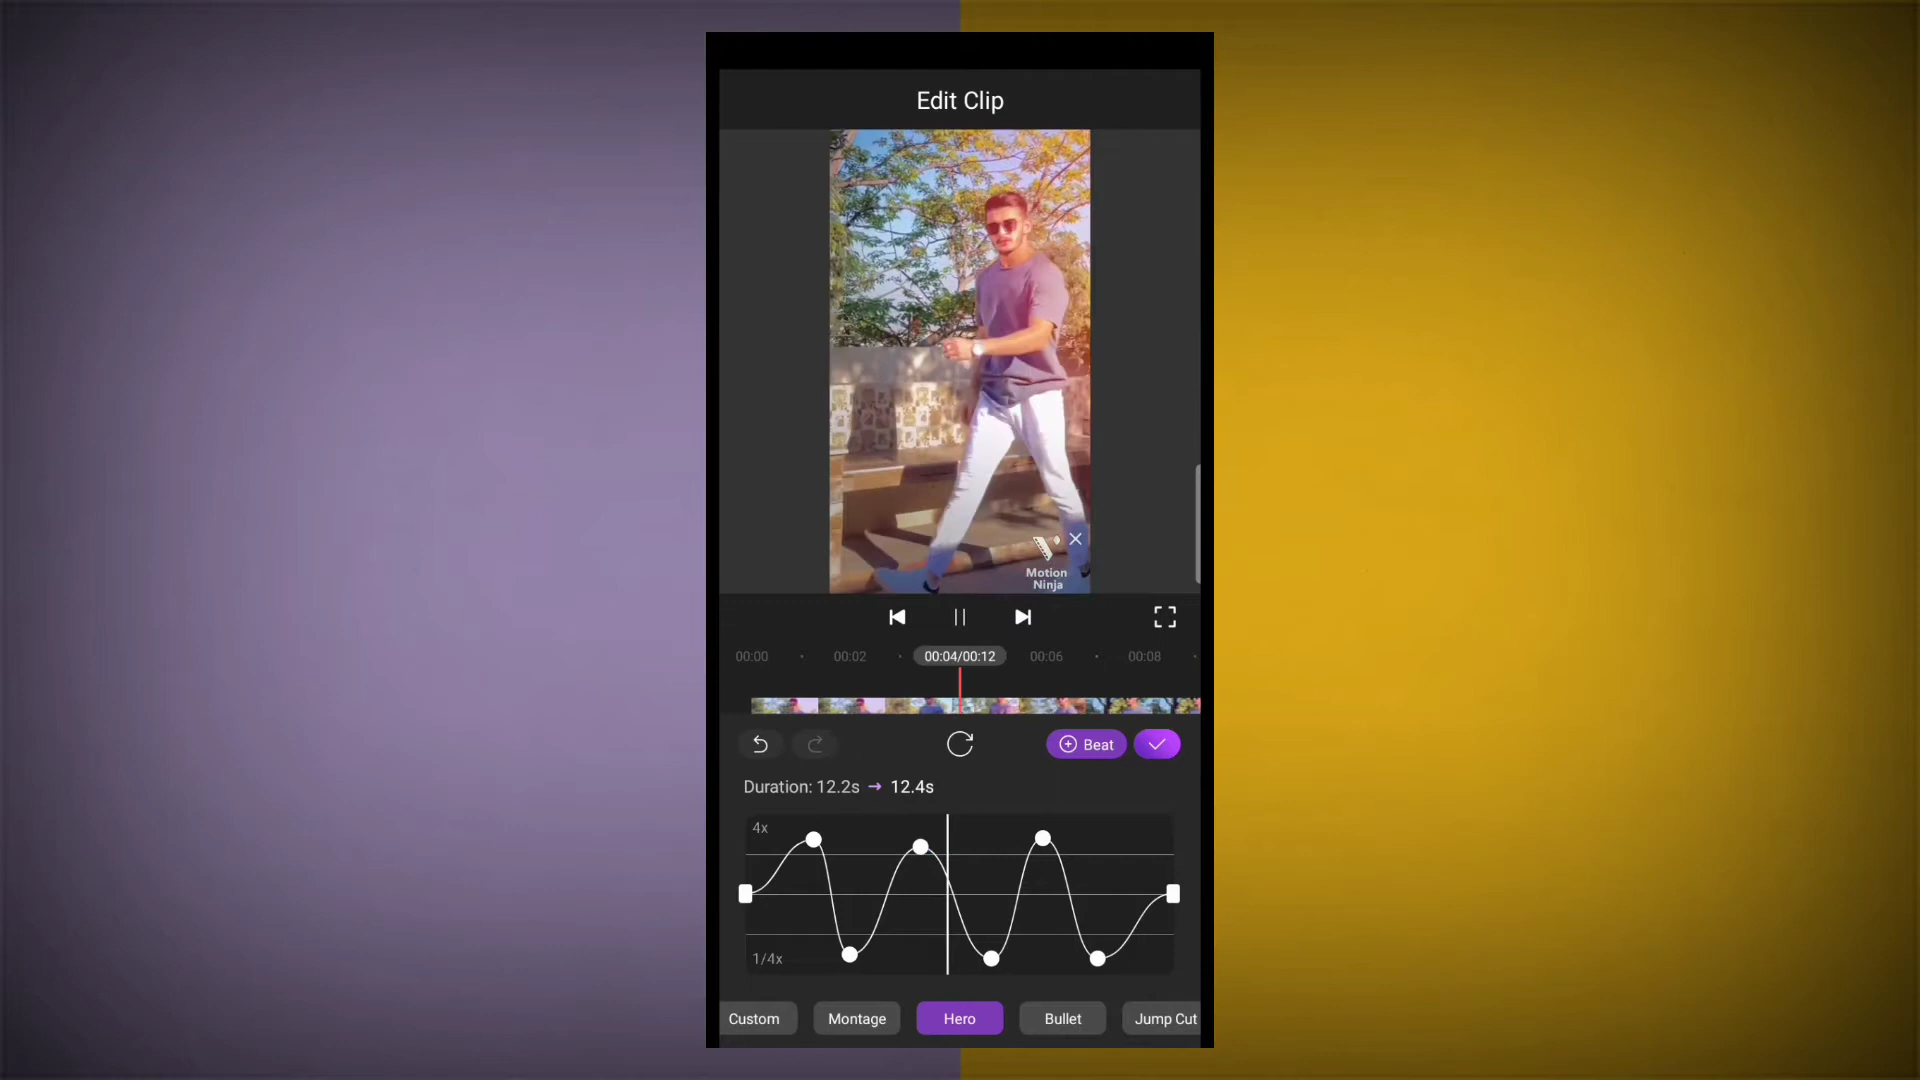 Edit Clip
Motion
Ninja
00:00
00:02
00:04/00:12
00:06
00:08
Beat
Duration: 12.2s → 12.4s
4x
1/4x
Custom
Montage
Hero
Bullet
Jump Cut